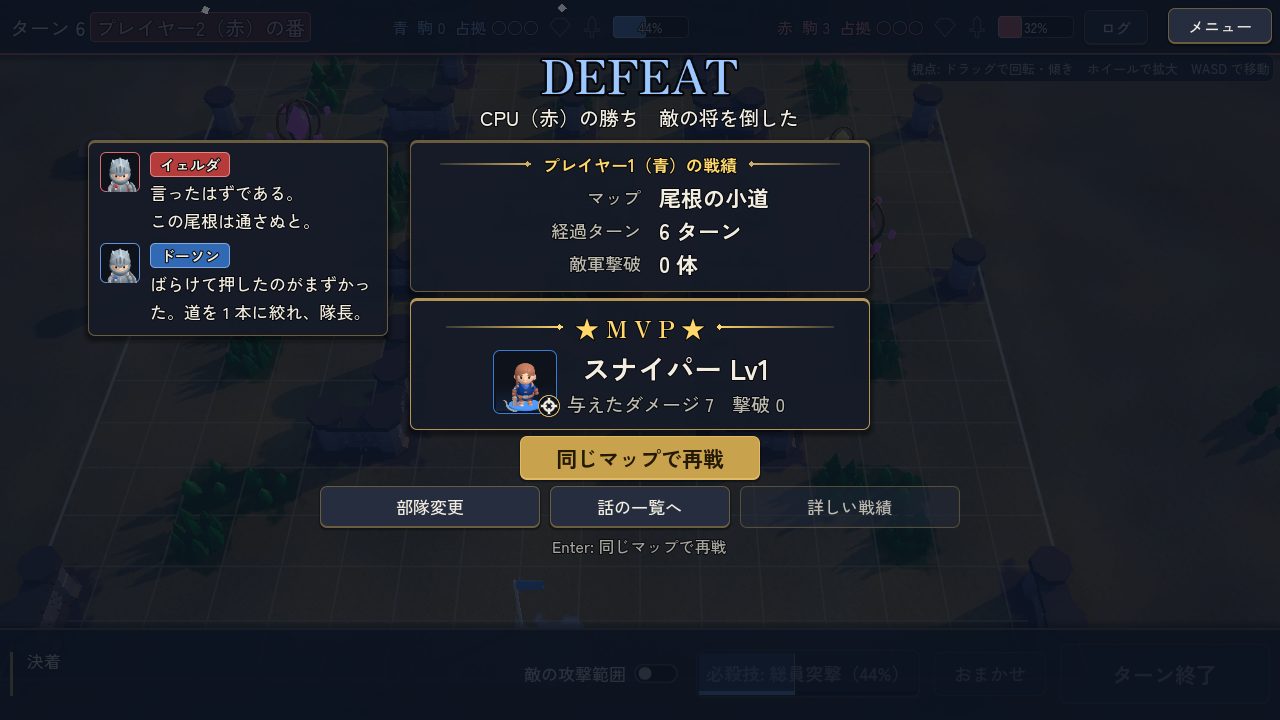 ターン 6 プレイヤー2（赤）の番
青 駒 0 占拠 ○○○ 44%
赤 駒 3 占拠 ○○○ 32%
ログ
メニュー
視点: ドラッグで回転・傾き ホイールで拡大 WASD で移動
DEFEAT
CPU（赤）の勝ち 敵の将を倒した
イェルダ
言ったはずである。
この尾根は通さぬと。
ドーソン
ばらけて押したのがまずかっ
た。道を１本に絞れ、隊長。
プレイヤー1（青）の戦績
マップ 尾根の小道
経過ターン 6 ターン
敵軍撃破 0 体
★ M V P ★
スナイパー Lv1
与えたダメージ 7 撃破 0
同じマップで再戦
部隊変更
話の一覧へ
詳しい戦績
Enter: 同じマップで再戦
決着
敵の攻撃範囲
必殺技: 総員突撃（44%）
おまかせ
ターン終了